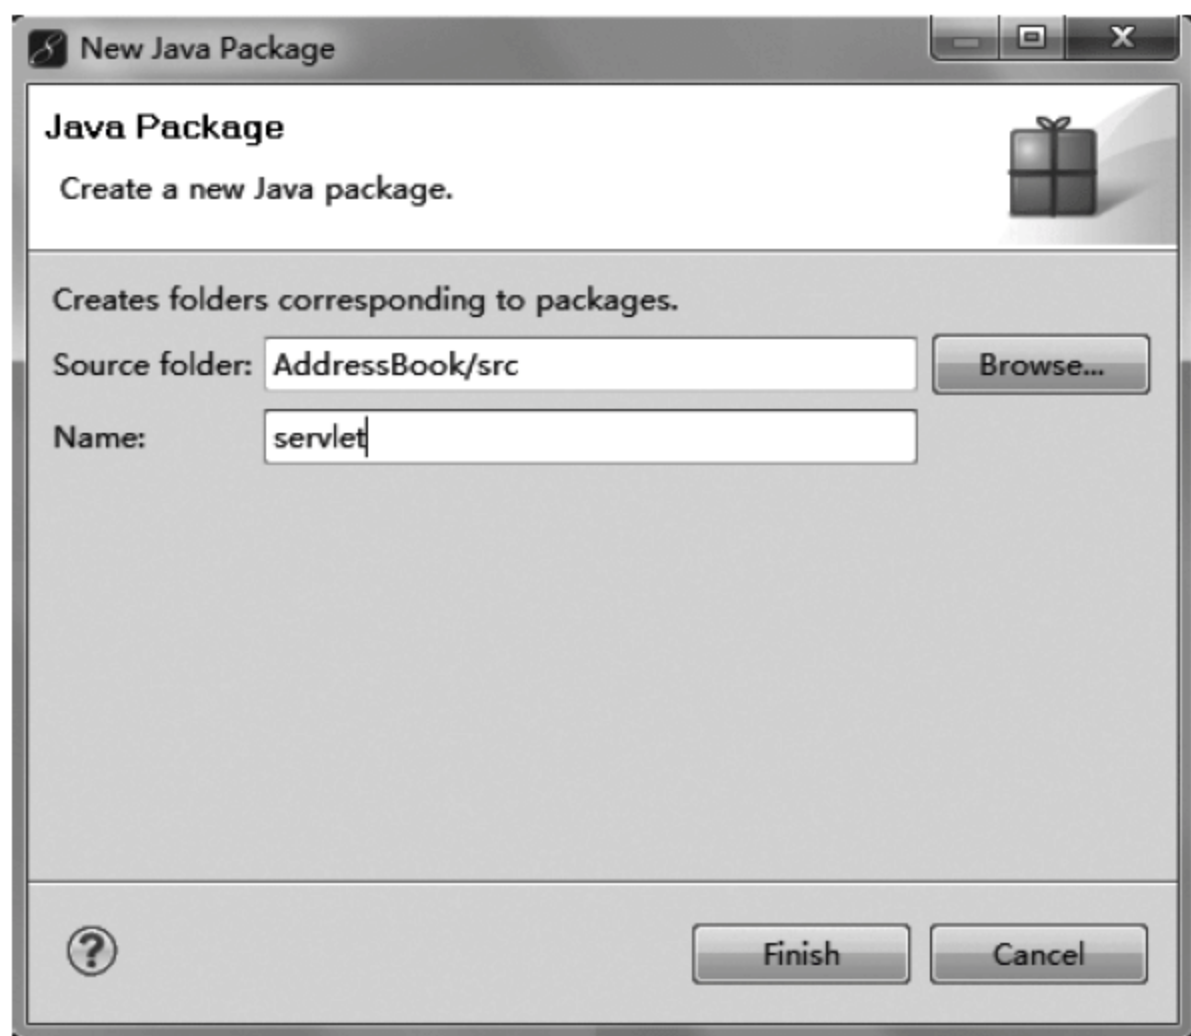 New Java Package
Java Package
Create a new Java package.
Creates folders corresponding to packages.
Source folder: AddressBook/src Browse...
Name: servlet
Finish Cancel